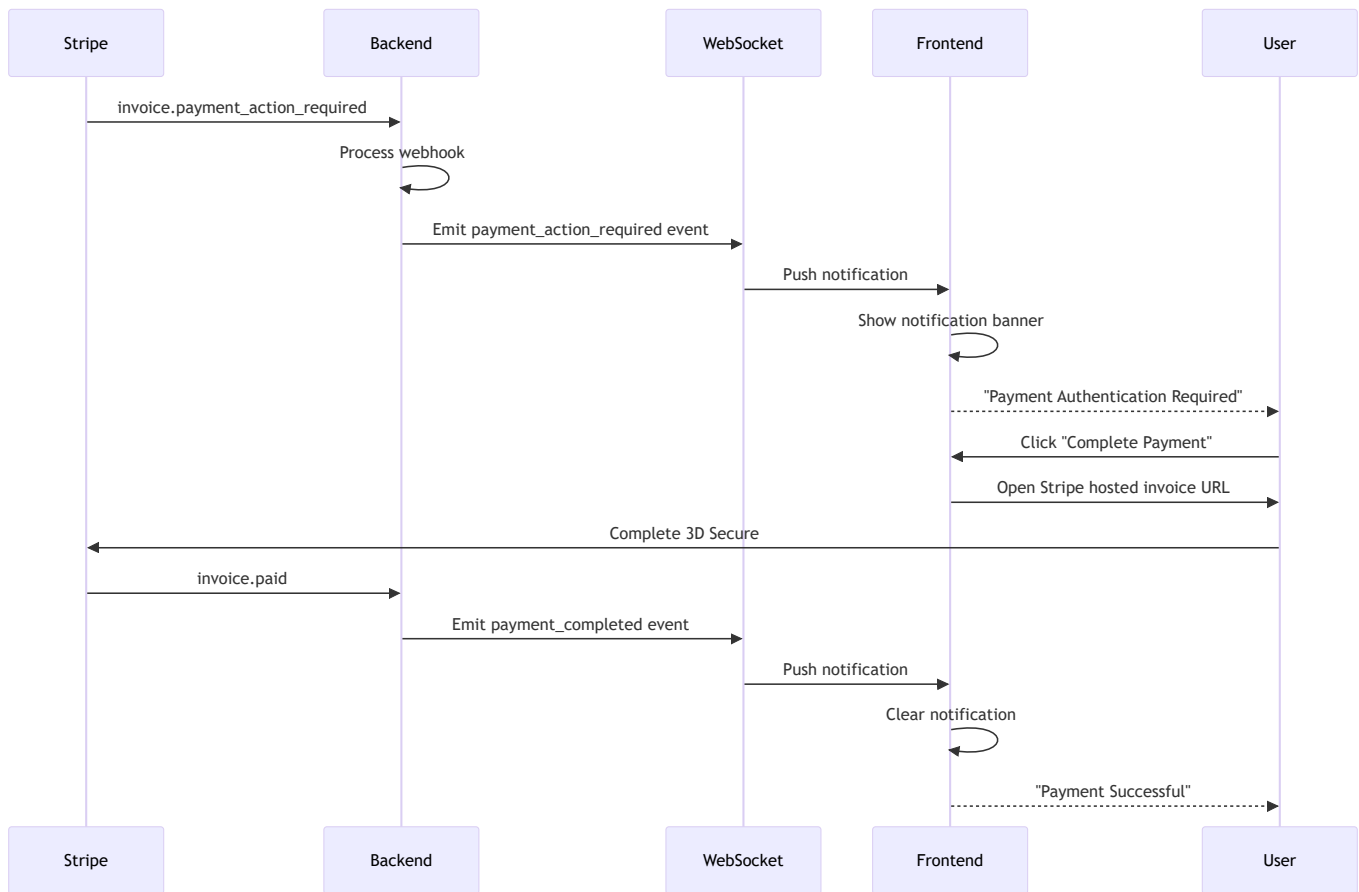 Stripe
Backend
WebSocket
Frontend
User
invoice.payment_action_required
Process webhook
Emit payment_action_required event
Push notification
Show notification banner
"Payment Authentication Required"
Click "Complete Payment"
Open Stripe hosted invoice URL
Complete 3D Secure
invoice.paid
Emit payment_completed event
Push notification
Clear notification
"Payment Successful"
Stripe
Backend
WebSocket
Frontend
User